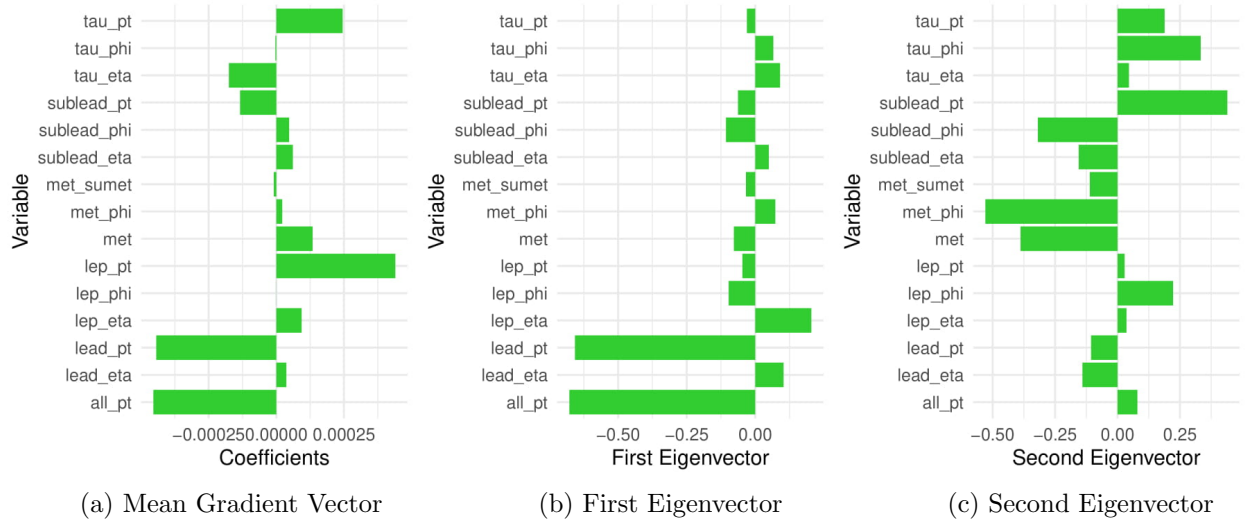 Variable
tau_pt
tau_phi
tau_eta
sublead_pt
sublead_phi
sublead_eta
met_sumet
met_phi
met
lep_pt
lep_phi
lep_eta
lead_pt
lead_eta
all_pt
−0.00025 0.00000 0.00025
Coefficients
(a) Mean Gradient Vector
Variable
tau_pt
tau_phi
tau_eta
sublead_pt
sublead_phi
sublead_eta
met_sumet
met_phi
met
lep_pt
lep_phi
lep_eta
lead_pt
lead_eta
all_pt
−0.50 −0.25 0.00
First Eigenvector
(b) First Eigenvector
Variable
tau_pt
tau_phi
tau_eta
sublead_pt
sublead_phi
sublead_eta
met_sumet
met_phi
met
lep_pt
lep_phi
lep_eta
lead_pt
lead_eta
all_pt
−0.50 −0.25 0.00 0.25
Second Eigenvector
(c) Second Eigenvector